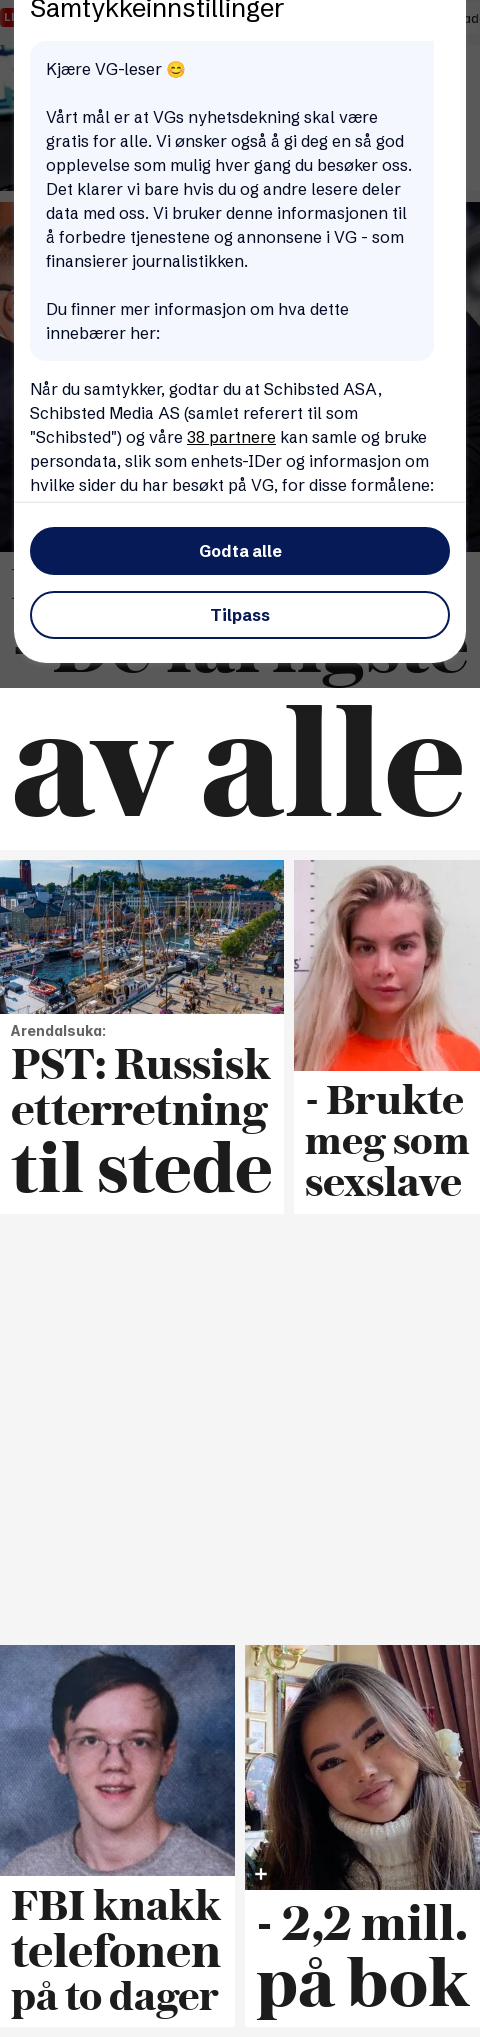 Samtykkeinnstillinger
Kjære VG-leser 😊
Vårt mål er at VGs nyhetsdekning skal være
gratis for alle. Vi ønsker også å gi deg en så god
opplevelse som mulig hver gang du besøker oss.
Det klarer vi bare hvis du og andre lesere deler
data med oss. Vi bruker denne informasjonen til
å forbedre tjenestene og annonsene i VG - som
finansierer journalistikken.
Du finner mer informasjon om hva dette
innebærer her:
Når du samtykker, godtar du at Schibsted ASA,
Schibsted Media AS (samlet referert til som
"Schibsted") og våre 38 partnere kan samle og bruke
persondata, slik som enhets-IDer og informasjon om
hvilke sider du har besøkt på VG, for disse formålene:
Godta alle
Tilpass
av alle
Arendalsuka:
PST: Russisk
etterretning
til stede
- Brukte
meg som
sexslave
FBI knakk
telefonen
på to dager
- 2,2 mill.
på bok